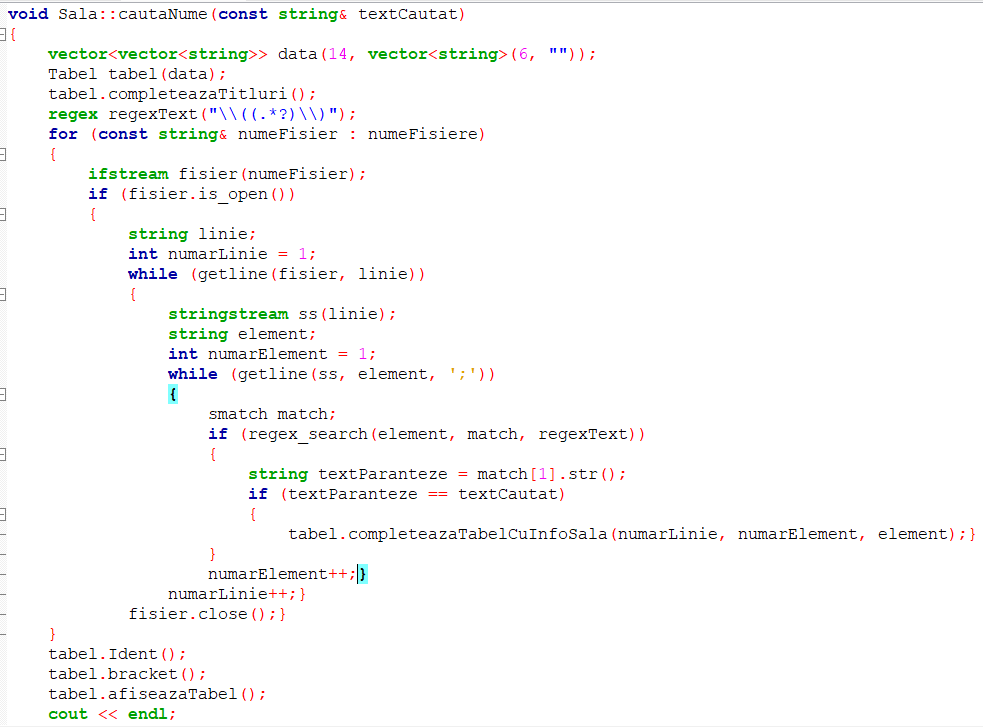 void Sala::cautaNume(const string& textCautat)
{
    vector<vector<string>> data(14, vector<string>(6, ""));
    Tabel tabel(data);
    tabel.completeazaTitluri();
    regex regexText("\\((.*?)\\)");
    for (const string& numeFisier : numeFisiere)
    {
        ifstream fisier(numeFisier);
        if (fisier.is_open())
        {
            string linie;
            int numarLinie = 1;
            while (getline(fisier, linie))
            {
                stringstream ss(linie);
                string element;
                int numarElement = 1;
                while (getline(ss, element, ';'))
                {
                    smatch match;
                    if (regex_search(element, match, regexText))
                    {
                        string textParanteze = match[1].str();
                        if (textParanteze == textCautat)
                        {
                            tabel.completeazaTabelCuInfoSala(numarLinie, numarElement, element);}
                    }
                    numarElement++;}
                numarLinie++;}
            fisier.close();}
    }
    tabel.Ident();
    tabel.bracket();
    tabel.afiseazaTabel();
    cout << endl;